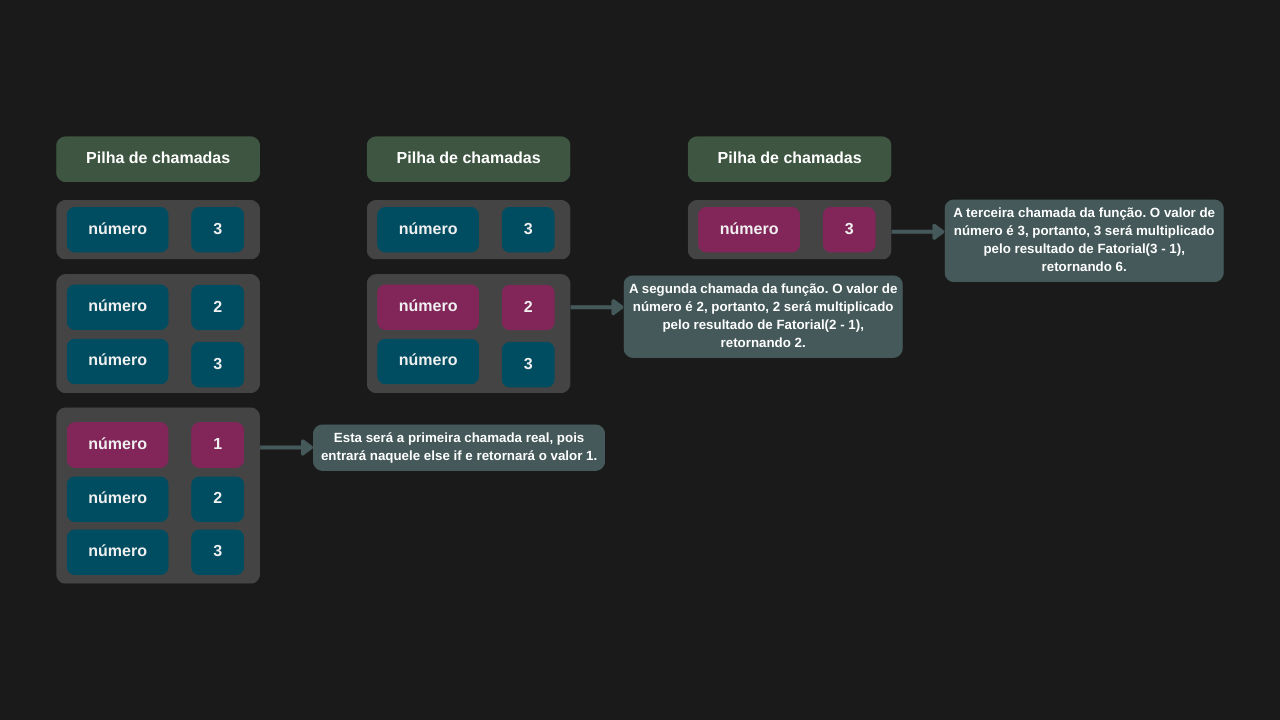 Pilha de chamadas
número 3
número 2
número 3
número 1
número 2
número 3
Esta será a primeira chamada real, pois
entrará naquele else if e retornará o valor 1.
Pilha de chamadas
número 3
número 2
número 3
A segunda chamada da função. O valor de
número é 2, portanto, 2 será multiplicado
pelo resultado de Fatorial(2 - 1),
retornando 2.
Pilha de chamadas
número 3
A terceira chamada da função. O valor de
número é 3, portanto, 3 será multiplicado
pelo resultado de Fatorial(3 - 1),
retornando 6.